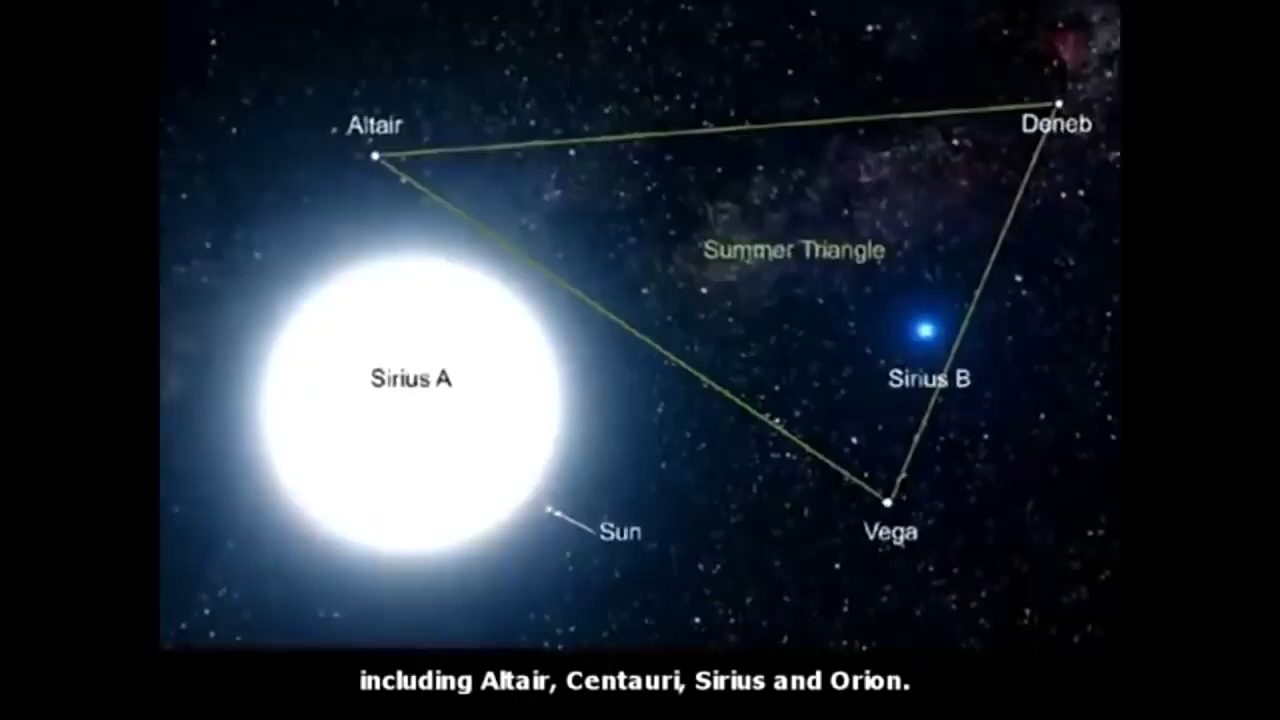 Altair
Deneb
Summer Triangle
Sirius A
Sirius B
Sun
Vega
including Altair, Centauri, Sirius and Orion.